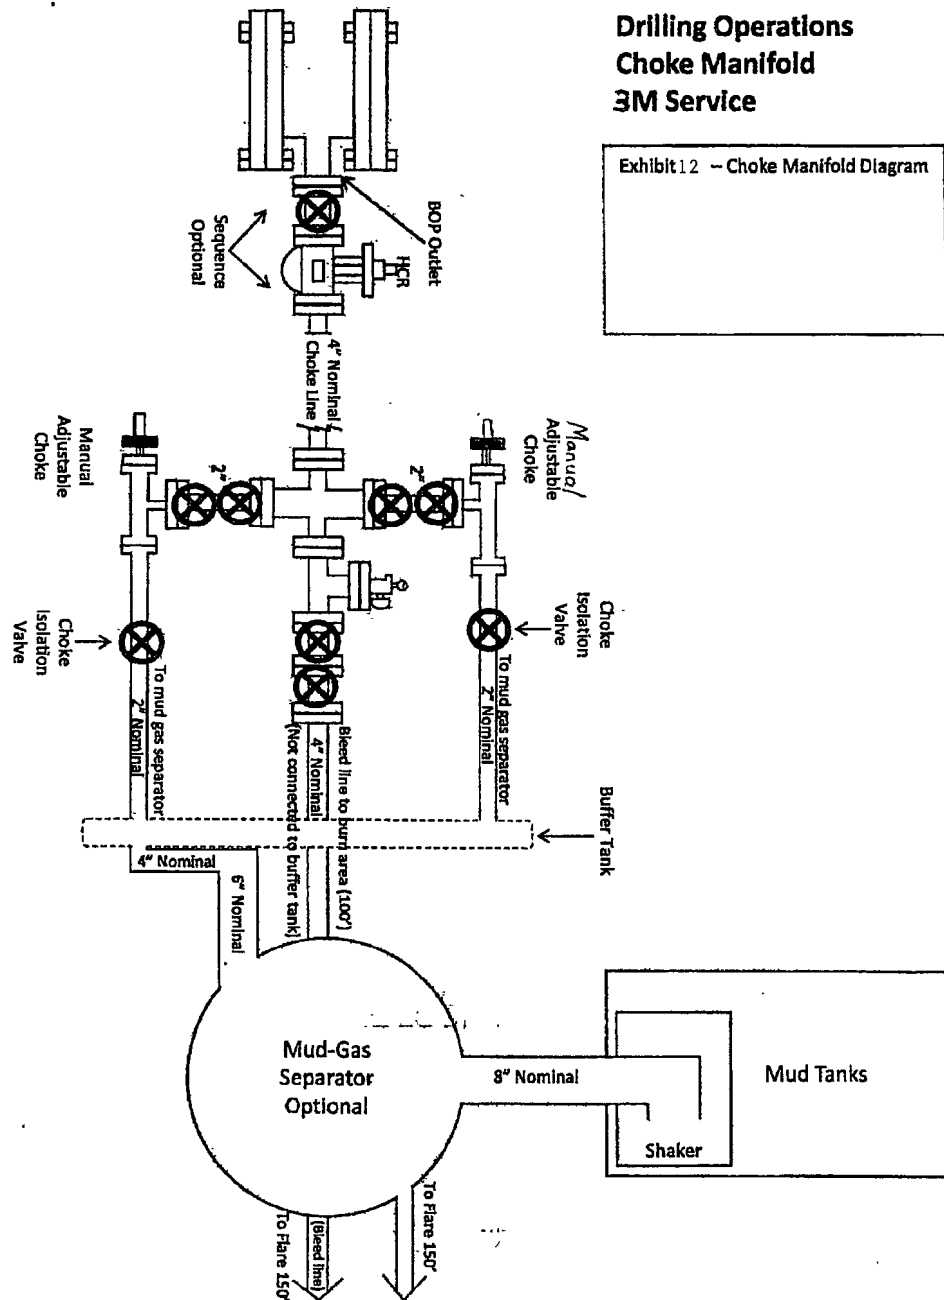 Drilling Operations
Choke Manifold
3M Service
Exhibit 12 - Choke Manifold Diagram
BOP Outlet
HCR
Sequence
Optional
4" Nominal
Choke Line
Manual
Adjustable
Choke
2"
2"
Manual
Adjustable
Choke
Choke
Isolation
Valve
To mud gas separator
2" Nominal
Choke
Isolation
Valve
To mud gas separator
2" Nominal
Bleed line to burn area (100')
4" Nominal
(Not connected to buffer tank)
Buffer Tank
4" Nominal
6" Nominal
Mud-Gas
Separator
Optional
8" Nominal
Mud Tanks
Shaker
To Flare 150'
(Bleed line)
To Flare 150'